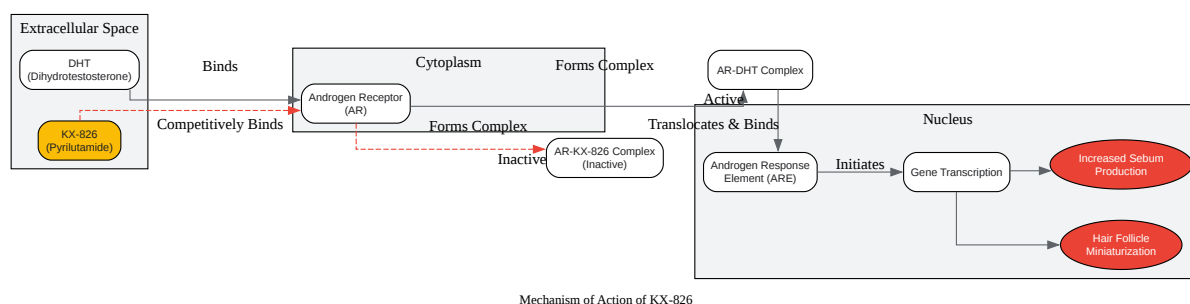 Extracellular Space
DHT
(Dihydrotestosterone)
KX-826
(Pyrilutamide)
Binds
Competitively Binds
Cytoplasm
Androgen Receptor
(AR)
Forms Complex
Forms Complex
Inactive
AR-KX-826 Complex
(Inactive)
AR-DHT Complex
Active
Translocates & Binds
Nucleus
Androgen Response
Element (ARE)
Initiates
Gene Transcription
Increased Sebum
Production
Hair Follicle
Miniaturization
Mechanism of Action of KX-826